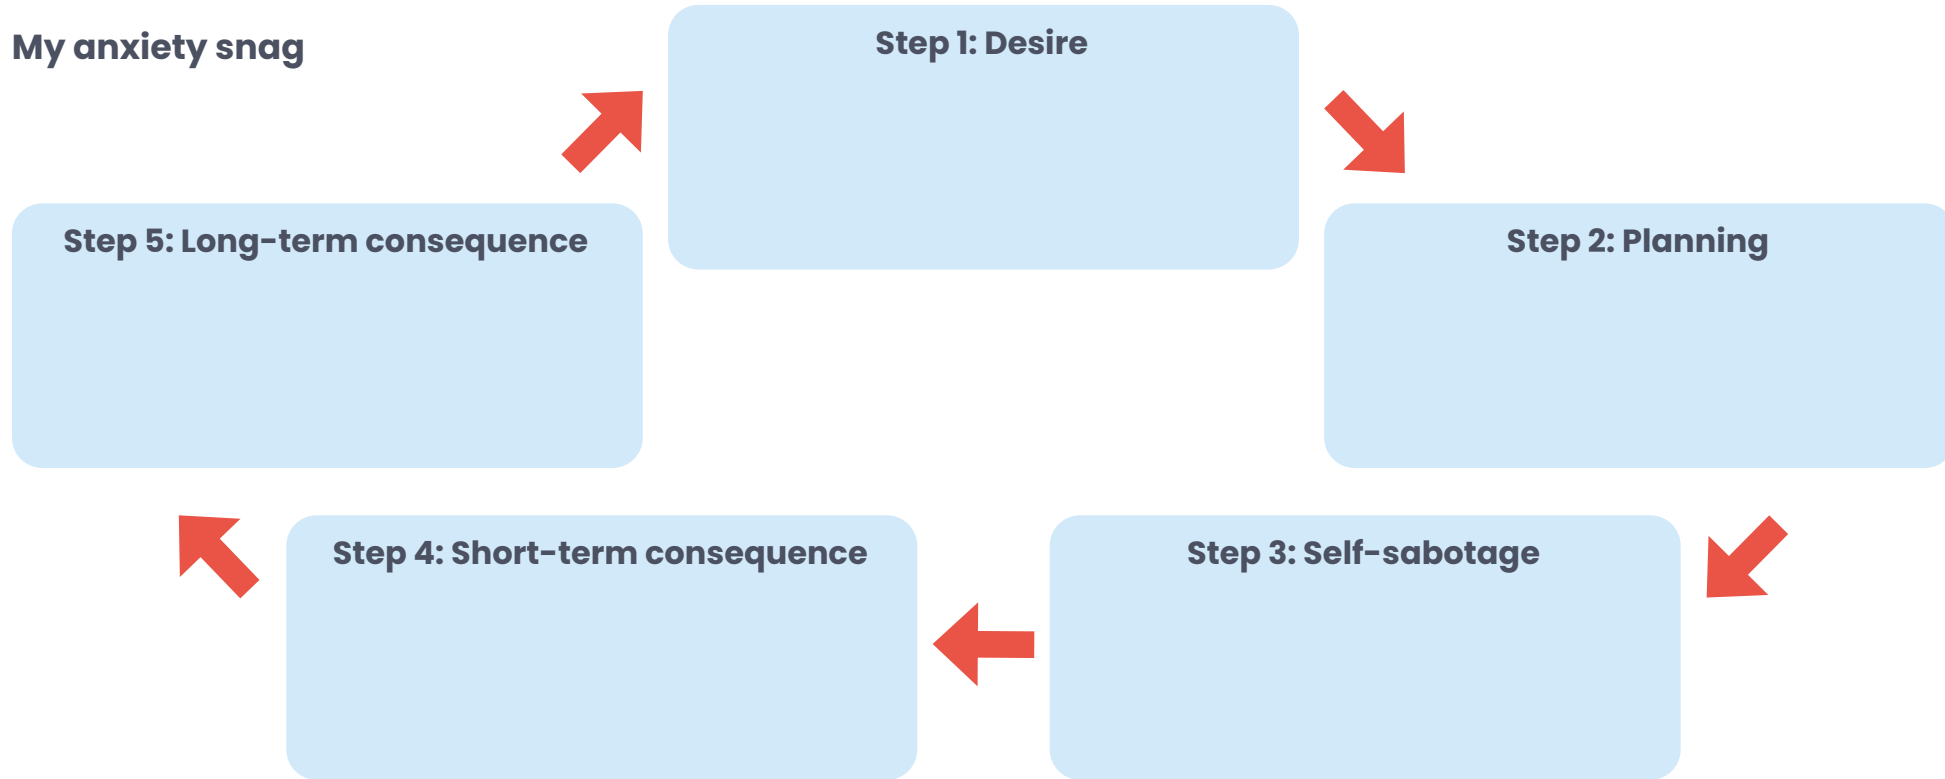 My anxiety snag
Step 1: Desire
Step 2: Planning
Step 3: Self-sabotage
Step 4: Short-term consequence
Step 5: Long-term consequence